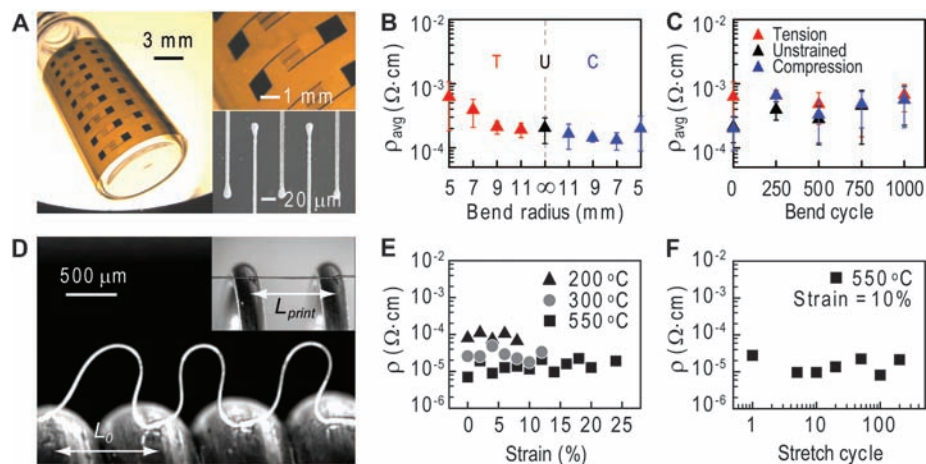 A
3 mm
1 mm
20 μm
B
ρavg (Ω·cm)
10-2
10-3
10-4
T
U
C
5
7
9
11
∞
11
9
7
5
Bend radius (mm)
C
ρavg (Ω·cm)
10-2
10-3
10-4
Tension
Unstrained
Compression
0
250
500
750
1000
Bend cycle
D
500 μm
Lprint
L0
E
ρ (Ω·cm)
10-2
10-3
10-4
10-5
10-6
200 oC
300 oC
550 oC
0
5
10
15
20
25
Strain (%)
F
ρ (Ω·cm)
10-2
10-3
10-4
10-5
10-6
550 oC
Strain = 10%
1
10
100
Stretch cycle